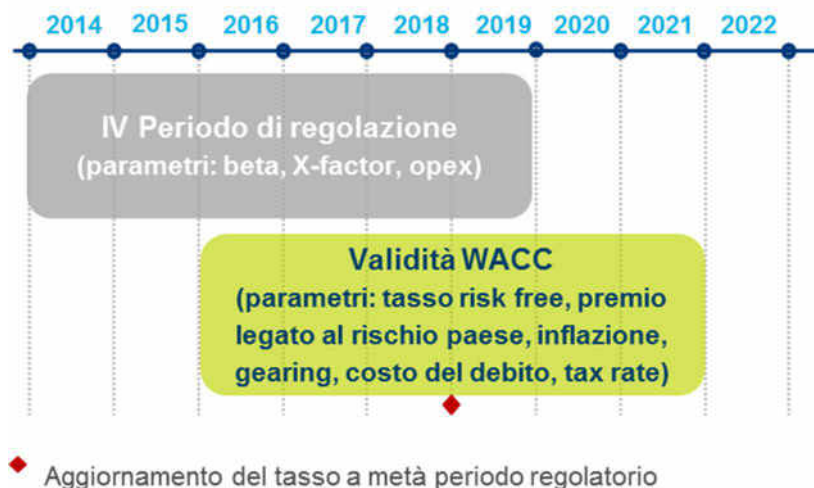 2014 2015 2016 2017 2018 2019 2020 2021 2022
IV Periodo di regolazione
(parametri: beta, X-factor, opex)
Validità WACC
(parametri: tasso risk free, premio
legato al rischio paese, inflazione,
gearing, costo del debito, tax rate)
Aggiornamento del tasso a metà periodo regolatorio